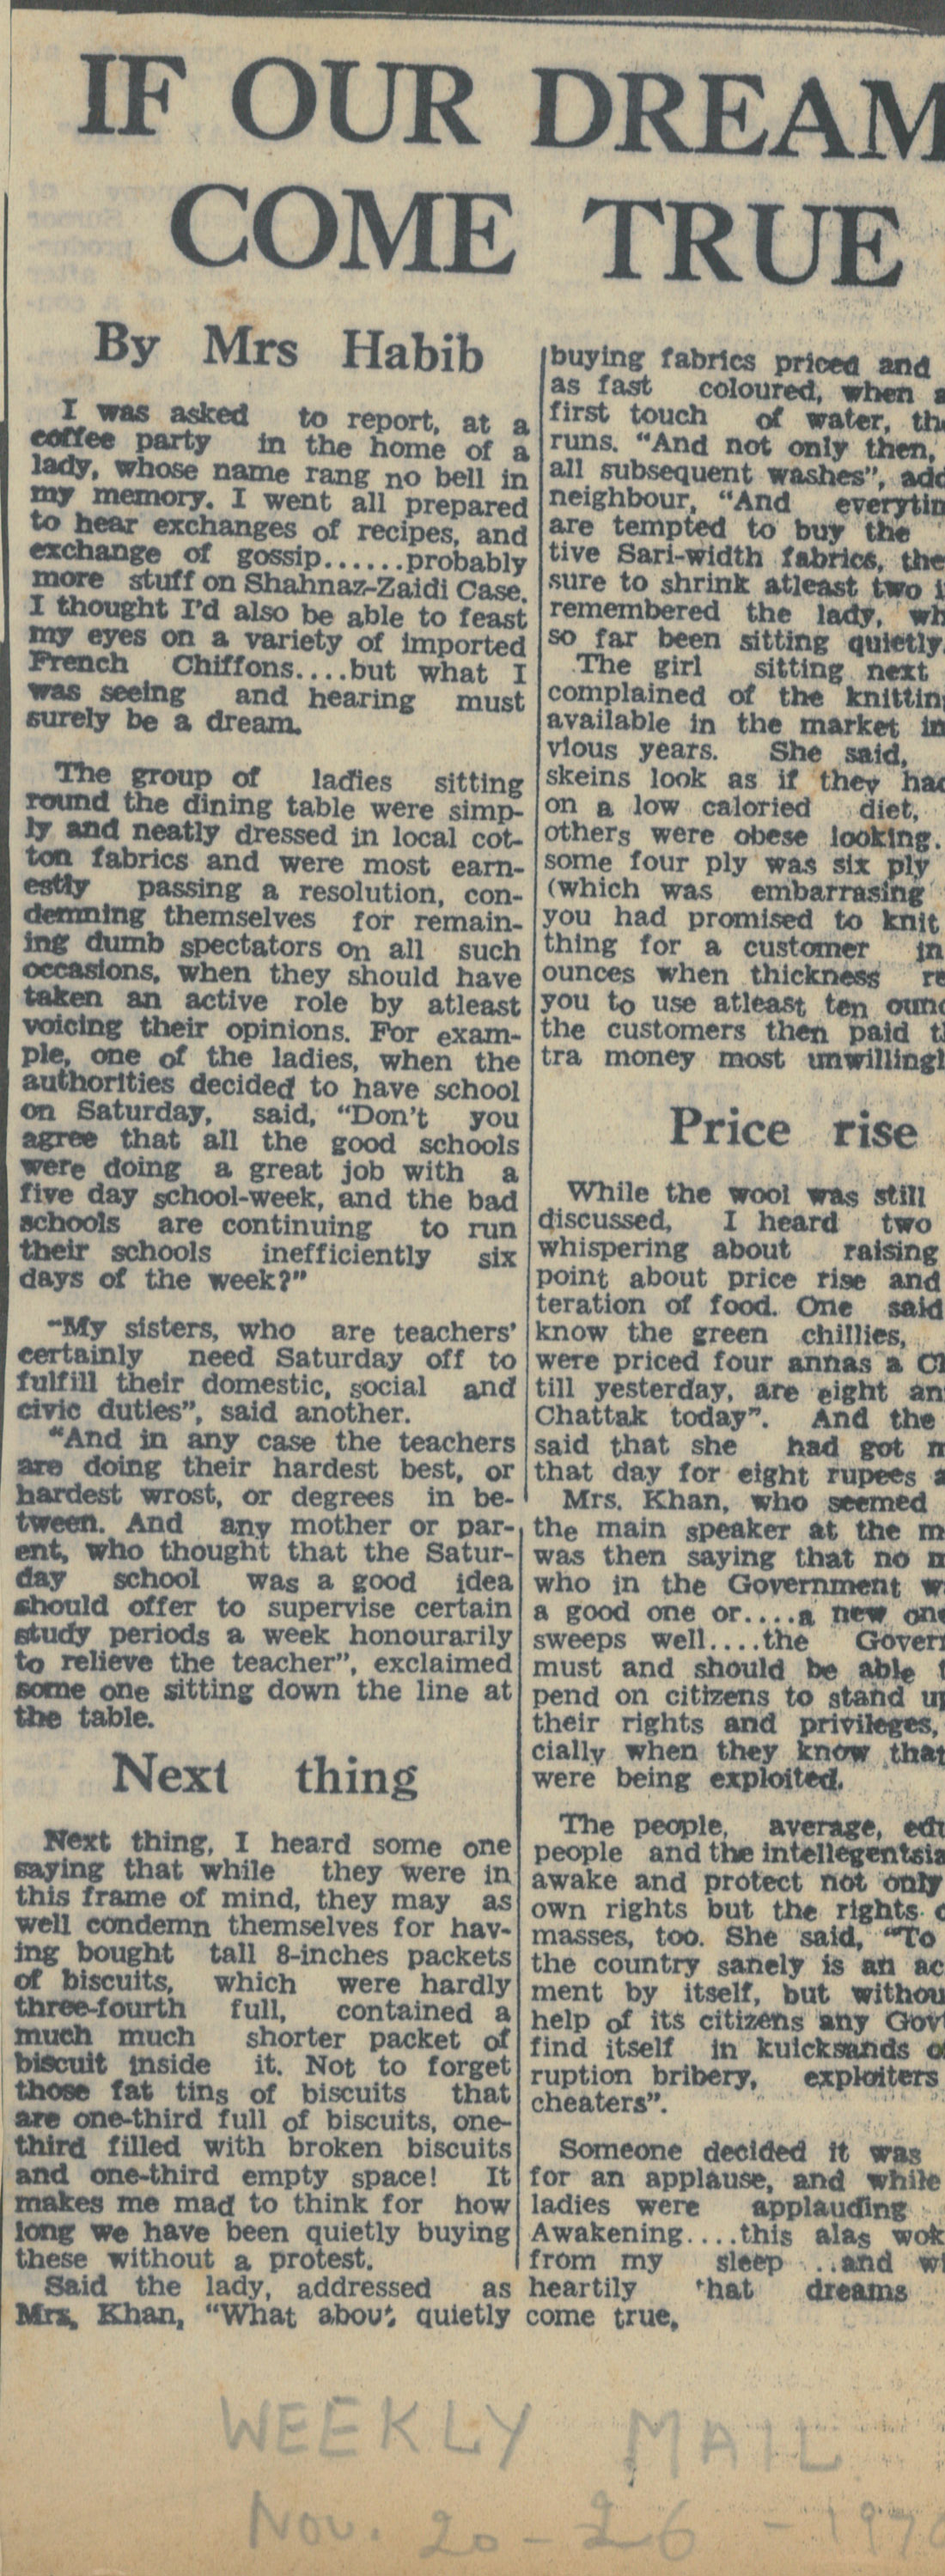 IF OUR DREAM
COME TRUE
By Mrs Habib
I was asked to report, at a
coffee party in the home of a
lady, whose name rang no bell in
my memory. I went all prepared
to hear exchanges of recipes, and
exchange of gossip......probably
more stuff on Shahnaz-Zaidi Case.
I thought I'd also be able to feast
my eyes on a variety of imported
French Chiffons....but what I
was seeing and hearing must
surely be a dream.
The group of ladies sitting
round the dining table were simp-
ly and neatly dressed in local cot-
ton fabrics and were most earn-
estly passing a resolution, con-
demning themselves for remain-
ing dumb spectators on all such
occasions, when they should have
taken an active role by atleast
voicing their opinions. For exam-
ple, one of the ladies, when the
authorities decided to have school
on Saturday, said, "Don't you
agree that all the good schools
were doing a great job with a
five day school-week, and the bad
schools are continuing to run
their schools inefficiently six
days of the week?"
"My sisters, who are teachers'
certainly need Saturday off to
fulfill their domestic, social and
civic duties", said another.
"And in any case the teachers
are doing their hardest best, or
hardest wrost, or degrees in be-
tween. And any mother or par-
ent, who thought that the Satur-
day school was a good idea
should offer to supervise certain
study periods a week honourarily
to relieve the teacher", exclaimed
some one sitting down the line at
the table.
Next thing
Next thing, I heard some one
saying that while they were in
this frame of mind, they may as
well condemn themselves for hav-
ing bought tall 8-inches packets
of biscuits, which were hardly
three-fourth full, contained a
much much shorter packet of
biscuit inside it. Not to forget
those fat tins of biscuits that
are one-third full of biscuits, one-
third filled with broken biscuits
and one-third empty space! It
makes me mad to think for how
long we have been quietly buying
these without a protest.
Said the lady, addressed as
Mrs. Khan, "What about quietly
buying fabrics priced and
as fast coloured, when
first touch of water, the
runs. "And not only then,
all subsequent washes", add
neighbour, "And everytim
are tempted to buy the
tive Sari-width fabrics, the
sure to shrink atleast two
remembered the lady, wh
so far been sitting quietly.
The girl sitting next
complained of the knittin
available in the market in
vious years. She said,
skeins look as if they had
on a low caloried diet,
others were obese looking.
some four ply was six ply
(which was embarrasing
you had promised to knit
thing for a customer in
ounces when thickness re
you to use atleast ten ounc
the customers then paid t
tra money most unwillingl
Price rise
While the wool was still
discussed, I heard two
whispering about raising
point about price rise and
teration of food. One said
know the green chillies,
were priced four annas a Ch
till yesterday, are eight an
Chattak today". And the
said that she had got m
that day for eight rupees a
Mrs. Khan, who seemed
the main speaker at the m
was then saying that no m
who in the Government w
a good one or....a new one
sweeps well....the Govern
must and should be able t
pend on citizens to stand up
their rights and privileges,
cially when they know that
were being exploited.
The people, average, edu
people and the intellegentsia
awake and protect not only
own rights but the rights o
masses, too. She said, "To
the country sanely is an ac
ment by itself, but withou
help of its citizens any Gov
find itself in kuicksands o
ruption bribery, exploiters
cheaters".
Someone decided it was
for an applause, and while
ladies were applauding
Awakening....this alas wok
from my sleep ..and wi
heartily that dreams
come true.
WEEKLY MAIL
Nov. 20-26 - 197